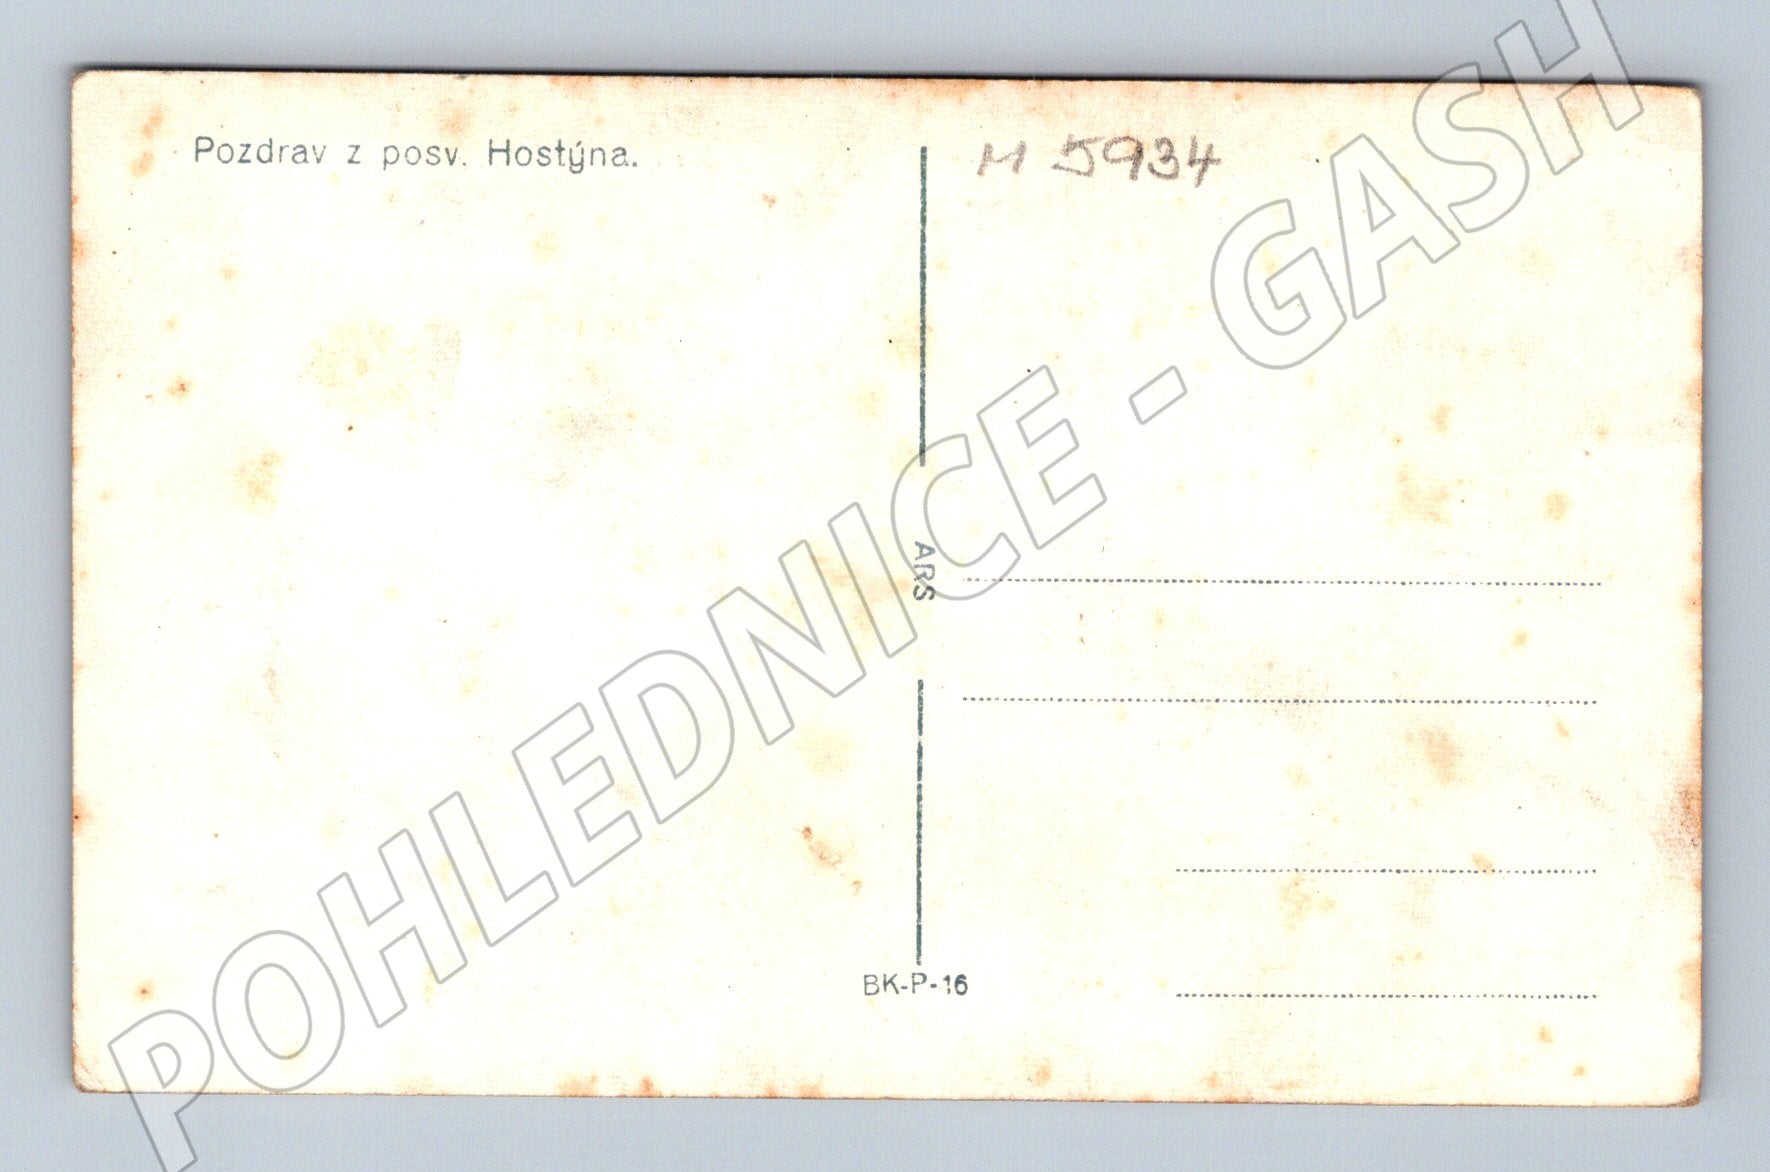 Pozdrav z posv. Hostýna.
M 5934
ARS
BK-P-16
POHLEDNICE - GASH